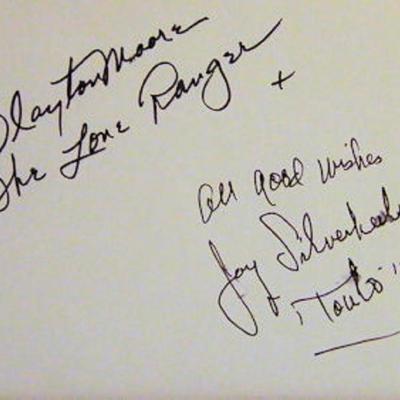 Clayton Moore
The Lone Ranger
+
All good wishes
Jay Silverheels
"Tonto"